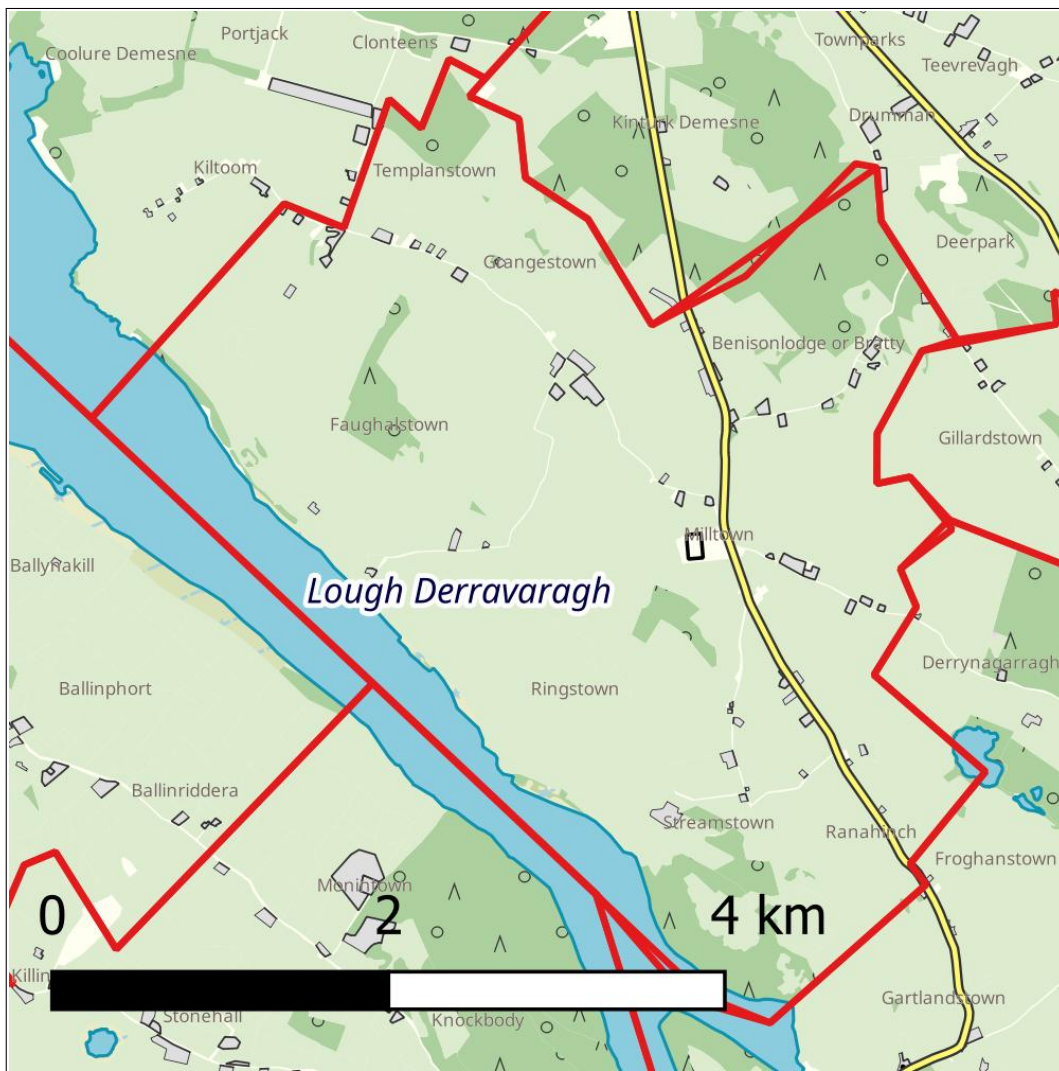 Portjack
Clonteens
Coolure Demesne
Townparks
Teevrevagh
Kinturk Demesne
Drumman
Kiltoom
Templanstown
Deerpark
Grangestown
Benisonlodge or Bratty
Faughalstown
Gillardstown
Milltown
Ballynakill
Lough Derravaragh
Derrynagarragh
Ballinphort
Ringstown
Ballinriddera
Streamstown
Ranahinch
Froghanstown
Monintown
0 2 4 km
Killin
Gartlandstown
Stonehall
Knockbody